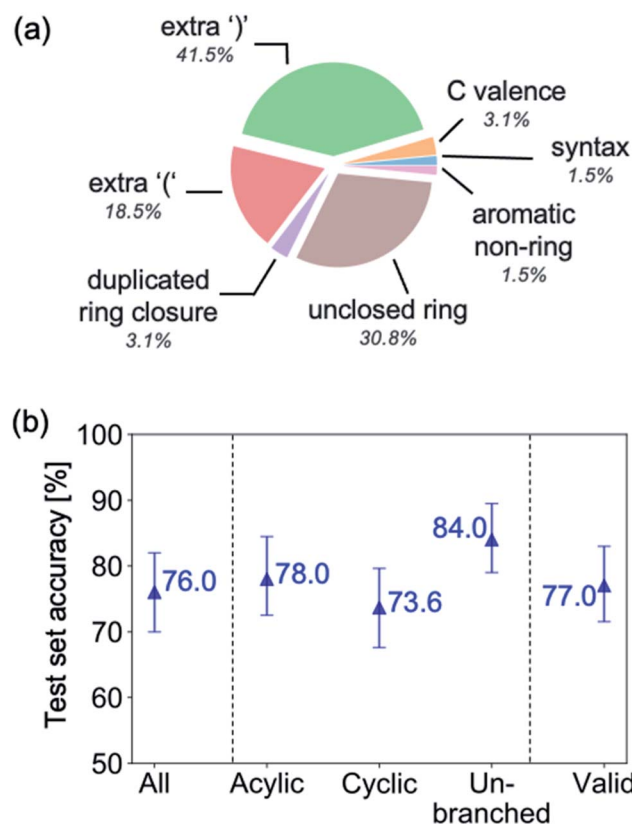 (a)
extra ‘)’
41.5%
C valence
3.1%
syntax
1.5%
aromatic
non-ring
1.5%
extra ‘(‘
18.5%
duplicated
ring closure
3.1%
unclosed ring
30.8%
(b)
Test set accuracy [%]
100
90
80
70
60
50
76.0
78.0
73.6
84.0
77.0
All
Acylic
Cyclic
Un-
branched
Valid